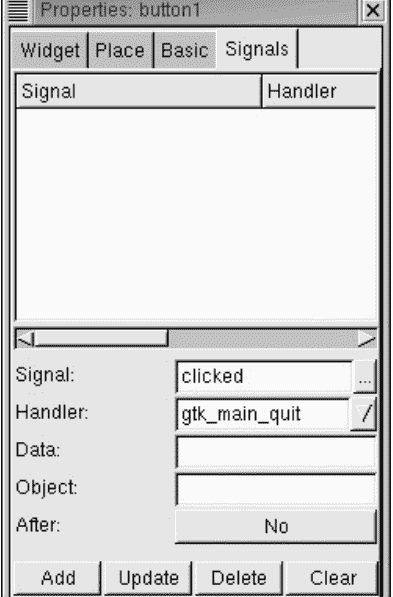 Properties: button1
Widget Place Basic Signals
Signal Handler
Signal: clicked ...
Handler: gtk_main_quit
Data:
Object:
After: No
Add Update Delete Clear